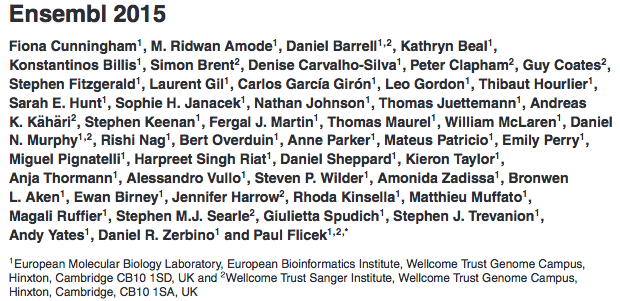 Ensembl 2015
Fiona Cunningham¹, M. Ridwan Amode¹, Daniel Barrell¹,², Kathryn Beal¹,
Konstantinos Billis¹, Simon Brent², Denise Carvalho-Silva¹, Peter Clapham², Guy Coates²,
Stephen Fitzgerald¹, Laurent Gil¹, Carlos García Girón¹, Leo Gordon¹, Thibaut Hourlier¹,
Sarah E. Hunt¹, Sophie H. Janacek¹, Nathan Johnson¹, Thomas Juettemann¹, Andreas
K. Kähäri², Stephen Keenan¹, Fergal J. Martin¹, Thomas Maurel¹, William McLaren¹, Daniel
N. Murphy¹,², Rishi Nag¹, Bert Overduin¹, Anne Parker¹, Mateus Patricio¹, Emily Perry¹,
Miguel Pignatelli¹, Harpreet Singh Riat¹, Daniel Sheppard¹, Kieron Taylor¹,
Anja Thormann¹, Alessandro Vullo¹, Steven P. Wilder¹, Amonida Zadissa¹, Bronwen
L. Aken¹, Ewan Birney¹, Jennifer Harrow², Rhoda Kinsella¹, Matthieu Muffato¹,
Magali Ruffier¹, Stephen M.J. Searle², Giulietta Spudich¹, Stephen J. Trevanion¹,
Andy Yates¹, Daniel R. Zerbino¹ and Paul Flicek¹,²,*
¹European Molecular Biology Laboratory, European Bioinformatics Institute, Wellcome Trust Genome Campus,
Hinxton, Cambridge CB10 1SD, UK and ²Wellcome Trust Sanger Institute, Wellcome Trust Genome Campus,
Hinxton, Cambridge, CB10 1SA, UK